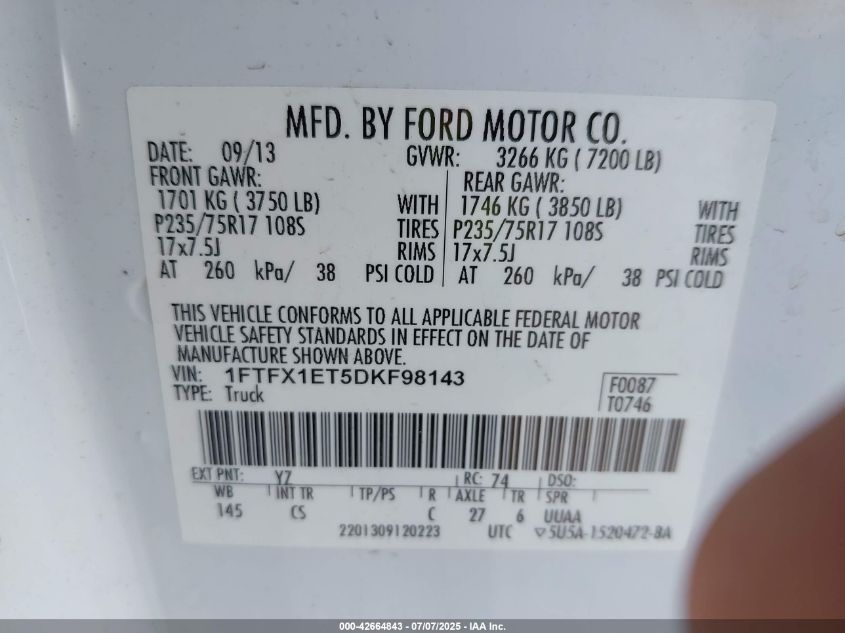 MFD. BY FORD MOTOR CO.
DATE: 09/13 GVWR: 3266 KG ( 7200 LB)
FRONT GAWR: REAR GAWR:
1701 KG ( 3750 LB) WITH 1746 KG ( 3850 LB) WITH
P235/75R17 108S TIRES P235/75R17 108S TIRES
17x7.5J RIMS 17x7.5J RIMS
AT 260 kPa/ 38 PSI COLD AT 260 kPa/ 38 PSI COLD
THIS VEHICLE CONFORMS TO ALL APPLICABLE FEDERAL MOTOR
VEHICLE SAFETY STANDARDS IN EFFECT ON THE DATE OF
MANUFACTURE SHOWN ABOVE.
VIN: 1FTFX1ET5DKF98143 F0087
TYPE: Truck T0746
EXT PNT: YZ RC: 74 DSO:
WB INT TR TP/PS R AXLE TR SPR
145 CS C 27 6 UUAA
2201309120223 UTC ▽5U5A-1520472-BA
000-42664843 / 07/07/2025 - IAA Inc.